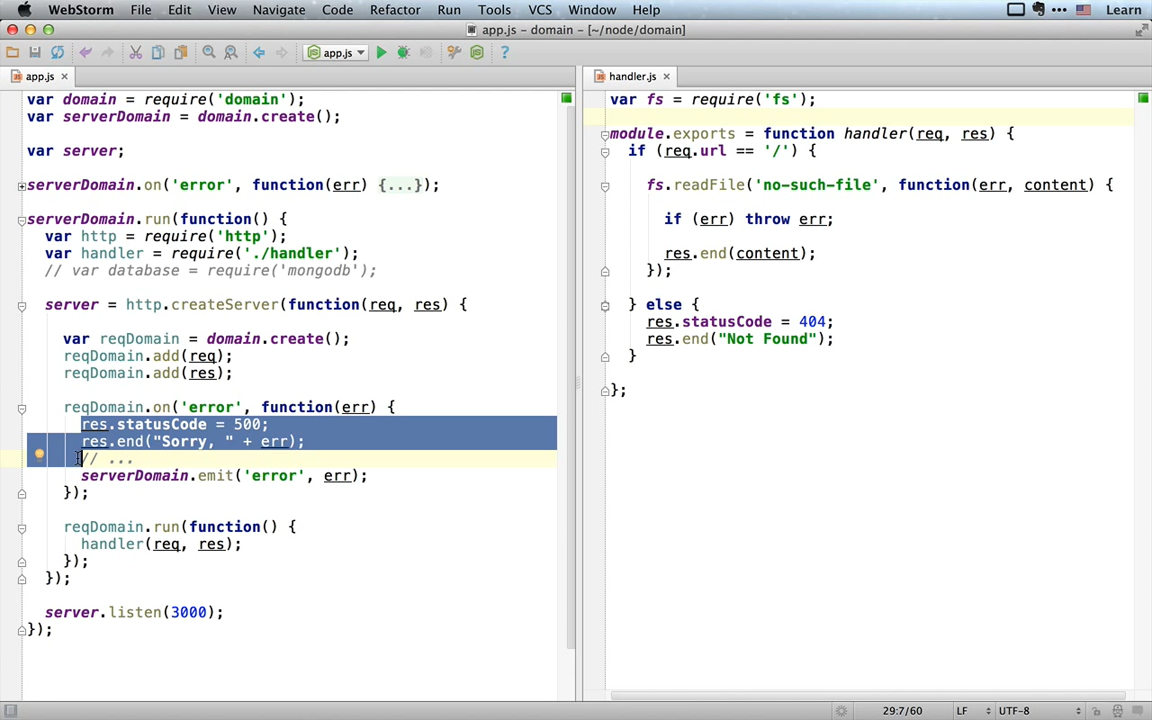 WebStorm File Edit View Navigate Code Refactor Run Tools VCS Window Help Learn
app.js – domain – [~/node/domain]
app.js
app.js
var domain = require('domain');
var serverDomain = domain.create();
var server;
serverDomain.on('error', function(err) {...});
serverDomain.run(function() {
var http = require('http');
var handler = require('./handler');
// var database = require('mongodb');
server = http.createServer(function(req, res) {
var reqDomain = domain.create();
reqDomain.add(req);
reqDomain.add(res);
reqDomain.on('error', function(err) {
res.statusCode = 500;
res.end("Sorry, " + err);
// ...
serverDomain.emit('error', err);
});
reqDomain.run(function() {
handler(req, res);
});
});
server.listen(3000);
});
handler.js
var fs = require('fs');
module.exports = function handler(req, res) {
if (req.url == '/') {
fs.readFile('no-such-file', function(err, content) {
if (err) throw err;
res.end(content);
});
} else {
res.statusCode = 404;
res.end("Not Found");
}
};
29:7/60 LF UTF-8